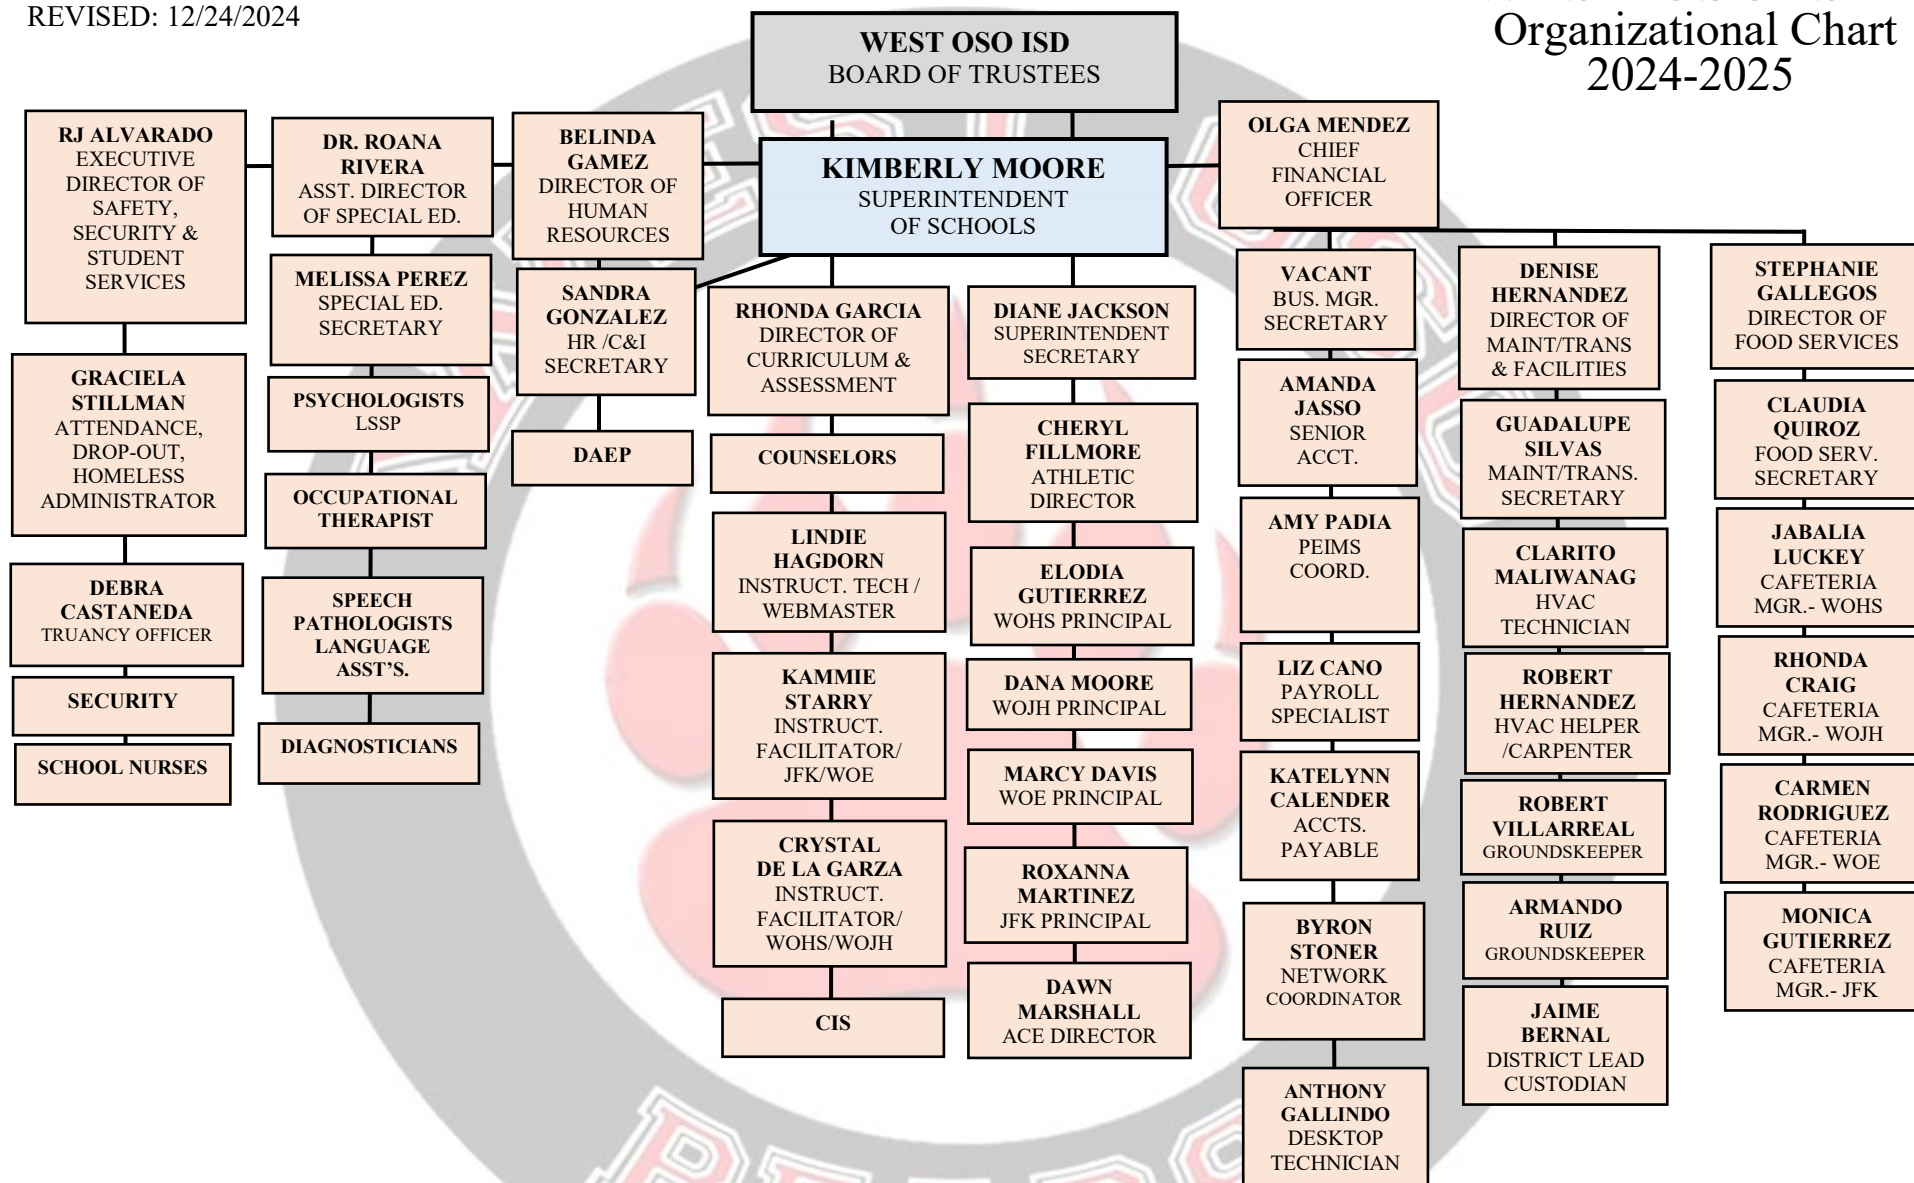 REVISED: 12/24/2024
Organizational Chart
2024-2025
WEST OSO ISD
BOARD OF TRUSTEES
KIMBERLY MOORE
SUPERINTENDENT
OF SCHOOLS
RJ ALVARADO
EXECUTIVE
DIRECTOR OF
SAFETY,
SECURITY &
STUDENT
SERVICES
GRACIELA
STILLMAN
ATTENDANCE,
DROP-OUT,
HOMELESS
ADMINISTRATOR
DEBRA
CASTANEDA
TRUANCY OFFICER
SECURITY
SCHOOL NURSES
DR. ROANA
RIVERA
ASST. DIRECTOR
OF SPECIAL ED.
MELISSA PEREZ
SPECIAL ED.
SECRETARY
PSYCHOLOGISTS
LSSP
OCCUPATIONAL
THERAPIST
SPEECH
PATHOLOGISTS
LANGUAGE
ASST’S.
DIAGNOSTICIANS
BELINDA
GAMEZ
DIRECTOR OF
HUMAN
RESOURCES
SANDRA
GONZALEZ
HR /C&I
SECRETARY
DAEP
RHONDA GARCIA
DIRECTOR OF
CURRICULUM &
ASSESSMENT
COUNSELORS
LINDIE
HAGDORN
INSTRUCT. TECH /
WEBMASTER
KAMMIE
STARRY
INSTRUCT.
FACILITATOR/
JFK/WOE
CRYSTAL
DE LA GARZA
INSTRUCT.
FACILITATOR/
WOHS/WOJH
CIS
DIANE JACKSON
SUPERINTENDENT
SECRETARY
CHERYL
FILLMORE
ATHLETIC
DIRECTOR
ELODIA
GUTIERREZ
WOHS PRINCIPAL
DANA MOORE
WOJH PRINCIPAL
MARCY DAVIS
WOE PRINCIPAL
ROXANNA
MARTINEZ
JFK PRINCIPAL
DAWN
MARSHALL
ACE DIRECTOR
OLGA MENDEZ
CHIEF
FINANCIAL
OFFICER
VACANT
BUS. MGR.
SECRETARY
AMANDA
JASSO
SENIOR
ACCT.
AMY PADIA
PEIMS
COORD.
LIZ CANO
PAYROLL
SPECIALIST
KATELYNN
CALENDER
ACCTS.
PAYABLE
BYRON
STONER
NETWORK
COORDINATOR
ANTHONY
GALLINDO
DESKTOP
TECHNICIAN
DENISE
HERNANDEZ
DIRECTOR OF
MAINT/TRANS
& FACILITIES
GUADALUPE
SILVAS
MAINT/TRANS.
SECRETARY
CLARITO
MALIWANAG
HVAC
TECHNICIAN
ROBERT
HERNANDEZ
HVAC HELPER
/CARPENTER
ROBERT
VILLARREAL
GROUNDSKEEPER
ARMANDO
RUIZ
GROUNDSKEEPER
JAIME
BERNAL
DISTRICT LEAD
CUSTODIAN
STEPHANIE
GALLEGOS
DIRECTOR OF
FOOD SERVICES
CLAUDIA
QUIROZ
FOOD SERV.
SECRETARY
JABALIA
LUCKEY
CAFETERIA
MGR.- WOHS
RHONDA
CRAIG
CAFETERIA
MGR.- WOJH
CARMEN
RODRIGUEZ
CAFETERIA
MGR.- WOE
MONICA
GUTIERREZ
CAFETERIA
MGR.- JFK